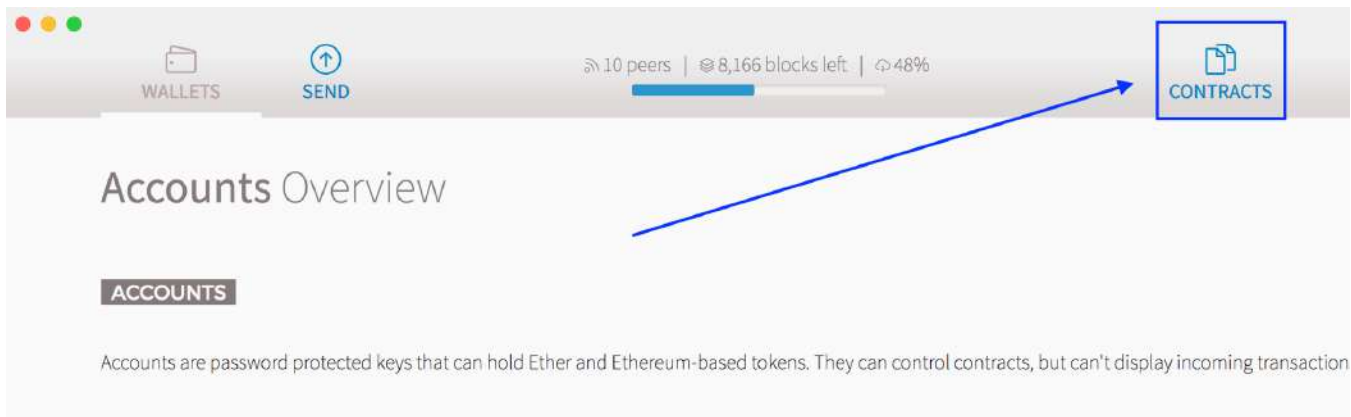 10 peers | 8,166 blocks left | 48%
WALLETS SEND CONTRACTS
Accounts Overview
ACCOUNTS
Accounts are password protected keys that can hold Ether and Ethereum-based tokens. They can control contracts, but can't display incoming transaction